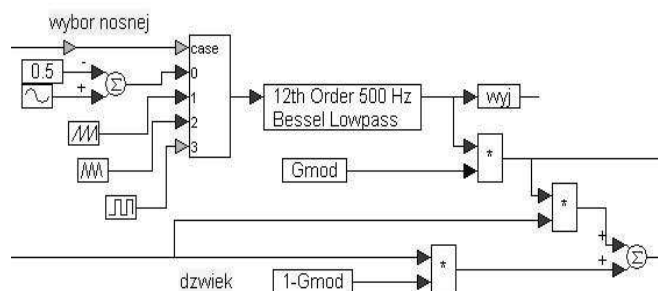 wybor nosnej
case
0.5
-
Σ
+
0
1
2
3
12th Order 500 Hz
Bessel Lowpass
wyj
Gmod
*
*
+
Σ
+
*
dzwiek
1-Gmod